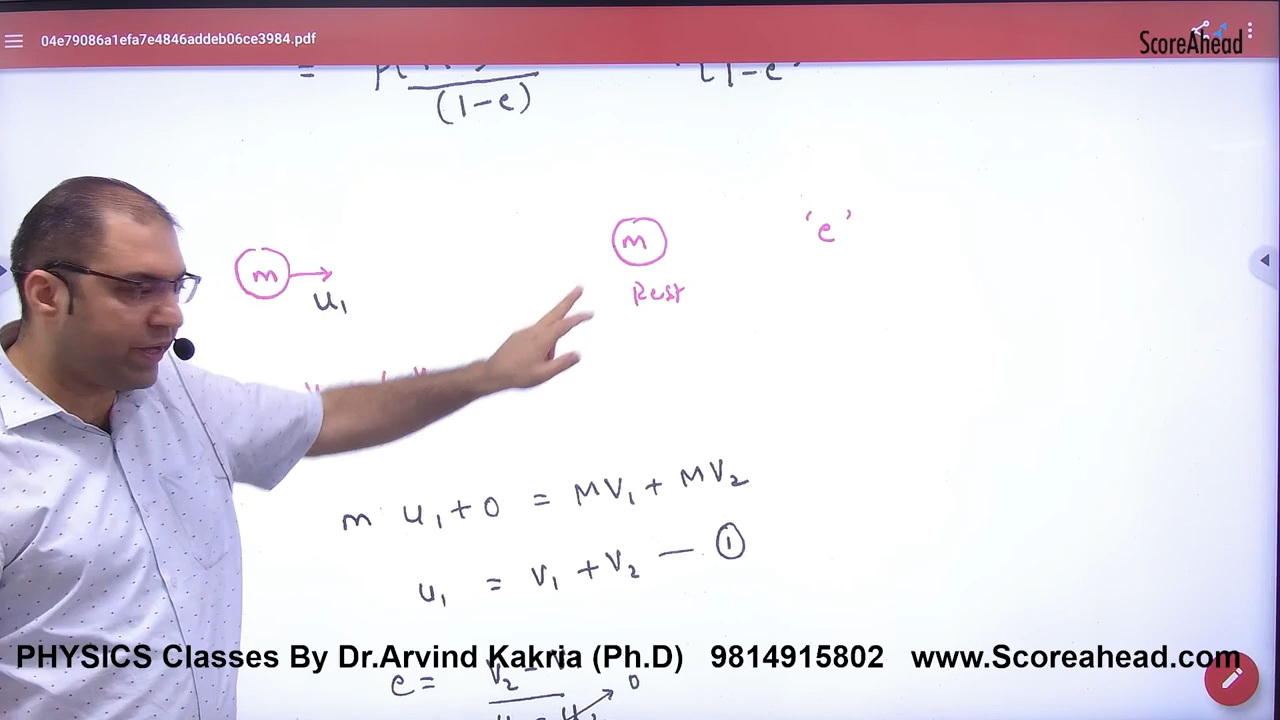 04e79086a1efa7e4846addeb06ce3984.pdf
ScoreAhead
=
(1-e)
1-e
m
u₁
m
Rest
'e'
m u₁ + 0 = MV₁ + MV₂
u₁ = V₁ + V₂ — ①
PHYSICS Classes By Dr.Arvind Kakria (Ph.D) 9814915802 www.Scoreahead.com
e = V₂ -
0